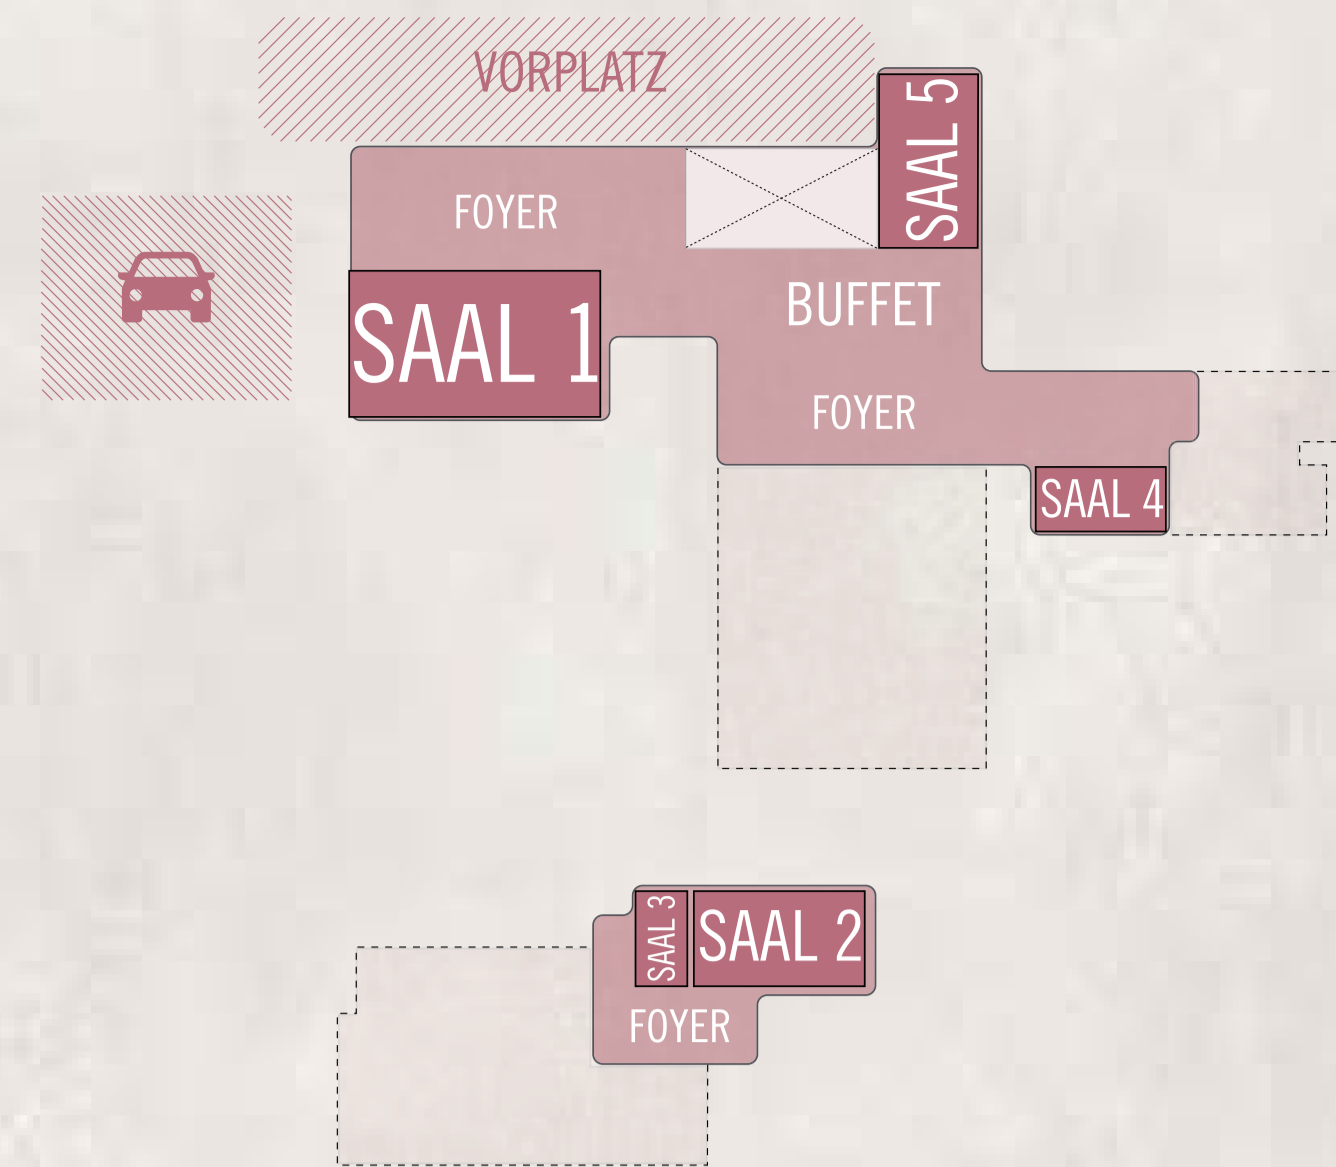 VORPLATZ
SAAL 5
FOYER
SAAL 1
BUFFET
FOYER
SAAL 4
SAAL 3
SAAL 2
FOYER